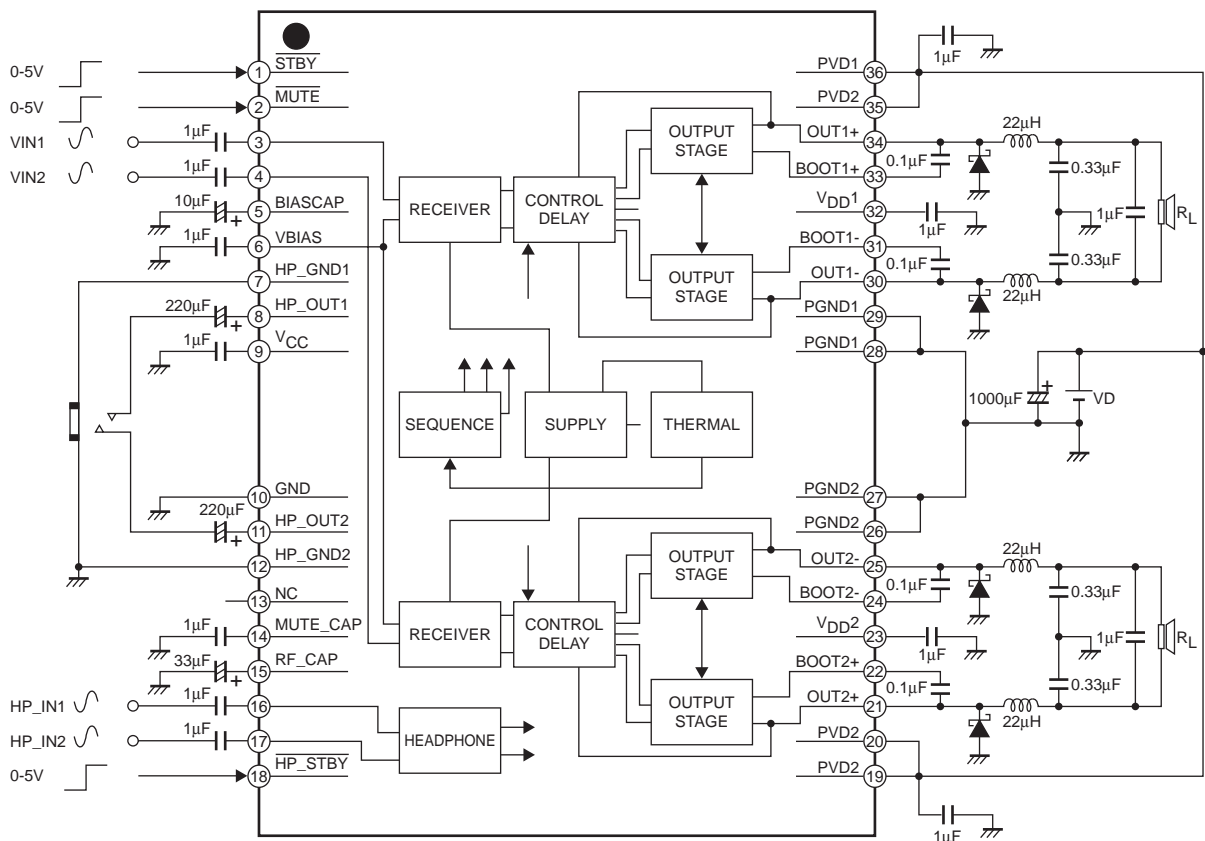 0-5V
1
STBY
0-5V
2
MUTE
VIN1
1µF
3
VIN2
1µF
4
10µF
+
5
BIASCAP
1µF
6
VBIAS
7
HP_GND1
220µF
+
8
HP_OUT1
1µF
9
VCC
10
GND
220µF
+
11
HP_OUT2
12
HP_GND2
13
NC
1µF
14
MUTE_CAP
33µF
+
15
RF_CAP
HP_IN1
1µF
16
HP_IN2
1µF
17
0-5V
18
HP_STBY
RECEIVER
CONTROL
DELAY
OUTPUT
STAGE
OUTPUT
STAGE
SEQUENCE
SUPPLY
THERMAL
RECEIVER
CONTROL
DELAY
OUTPUT
STAGE
OUTPUT
STAGE
HEADPHONE
1µF
PVD1
36
PVD2
35
OUT1+
34
22µH
0.1µF
0.33µF
BOOT1+
33
VDD1
32
1µF
1µF
RL
BOOT1-
31
0.1µF
0.33µF
OUT1-
30
22µH
PGND1
29
PGND1
28
1000µF
+
VD
PGND2
27
PGND2
26
OUT2-
25
22µH
0.1µF
0.33µF
BOOT2-
24
VDD2
23
1µF
1µF
RL
BOOT2+
22
0.1µF
0.33µF
OUT2+
21
22µH
PVD2
20
PVD2
19
1µF